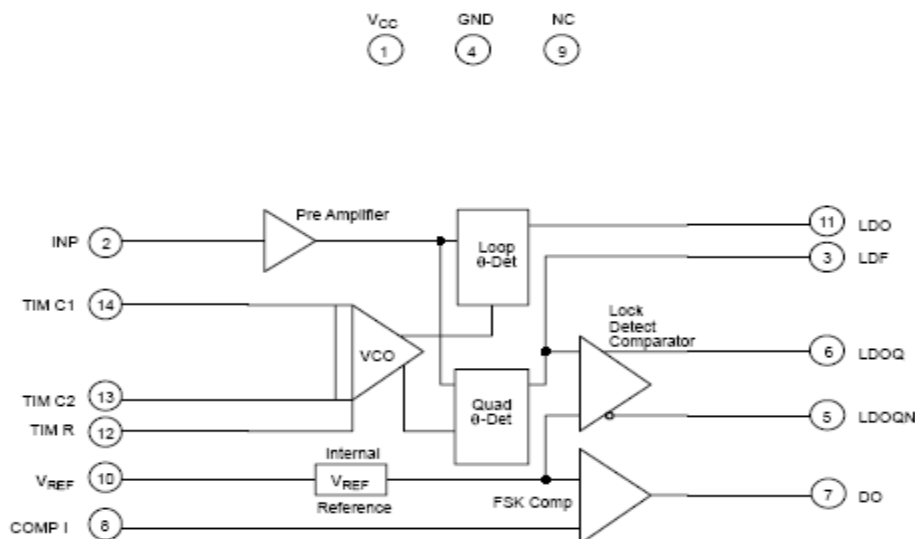 VCC GND NC
1 4 9
Pre Amplifier
INP 2
Loop
θ-Det
11 LDO
3 LDF
TIM C1 14
VCO
Lock
Detect
Comparator
6 LDOQ
TIM C2 13
TIM R 12
Quad
θ-Det
5 LDOQN
Internal
VREF 10
VREF
Reference
FSK Comp
7 DO
COMP I 8